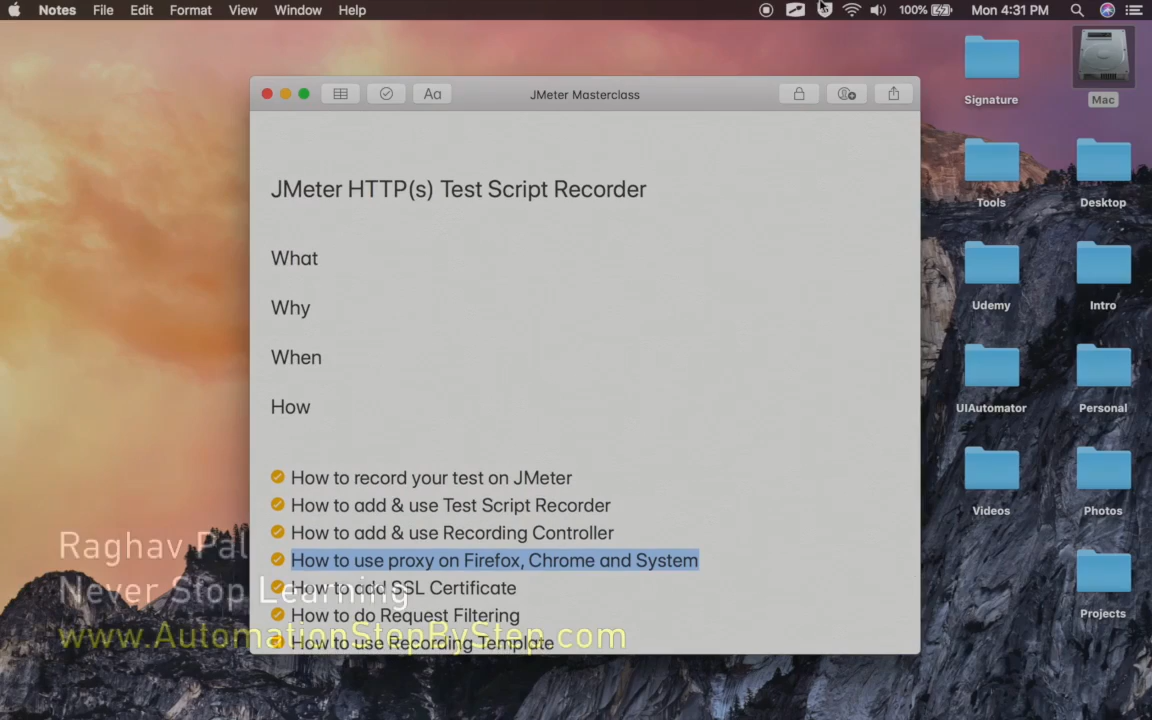 Notes File Edit Format View Window Help 100% Mon 4:31 PM
JMeter Masterclass
Aa
JMeter HTTP(s) Test Script Recorder
What
Why
When
How
How to record your test on JMeter
How to add & use Test Script Recorder
How to add & use Recording Controller
How to use proxy on Firefox, Chrome and System
How to add SSL Certificate
How to do Request Filtering
How to use Recording Template
Raghav Pal
Never Stop Learning
www.AutomationStepByStep.com
Signature
Mac
Tools
Desktop
Udemy
Intro
UIAutomator
Personal
Videos
Photos
Projects